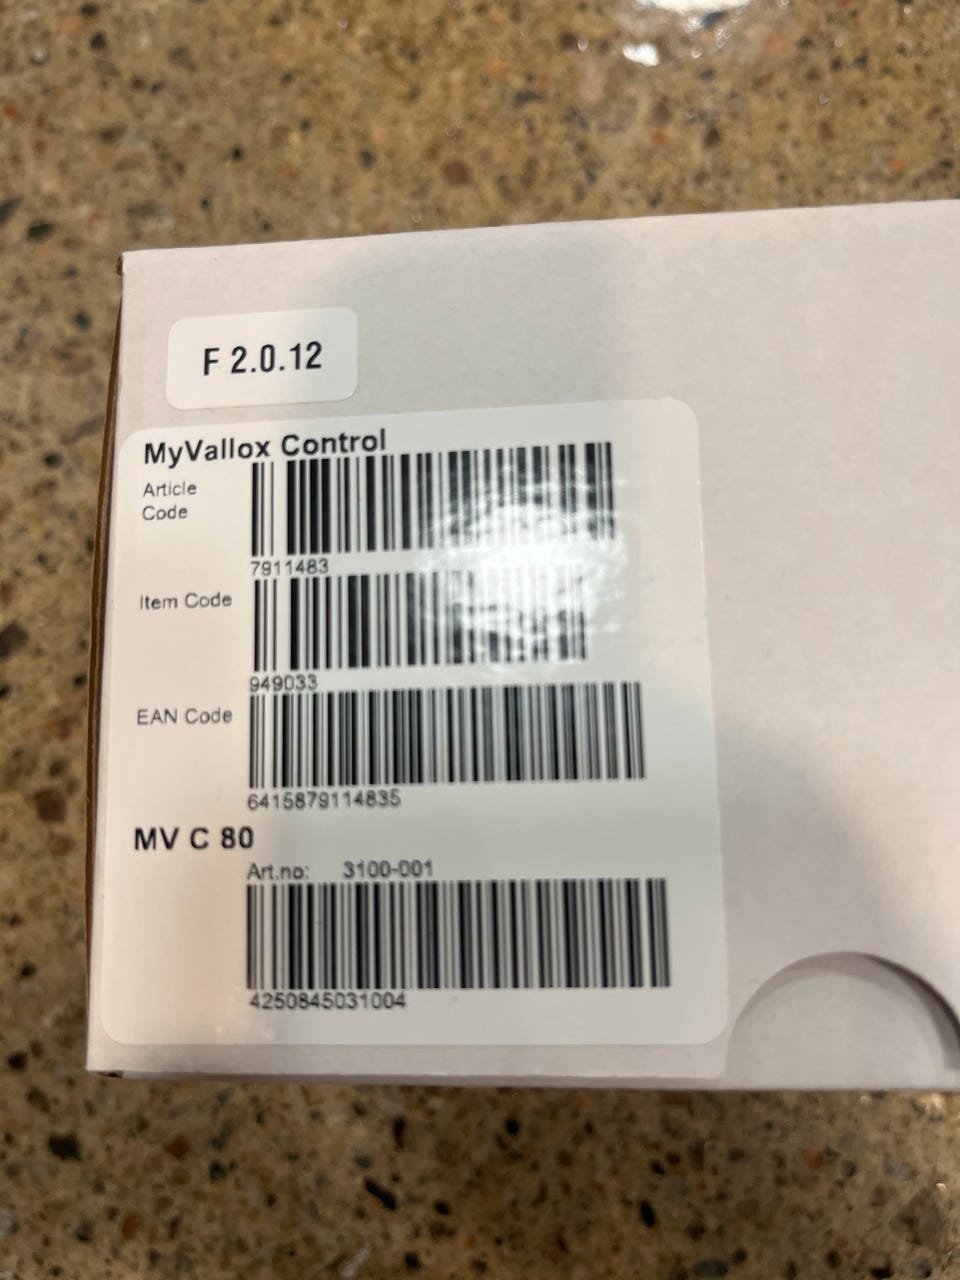 F 2.0.12
MyVallox Control
Article
Code
7911483
Item Code
949033
EAN Code
6415879114835
MV C 80
Art.no: 3100-001
4250845031004